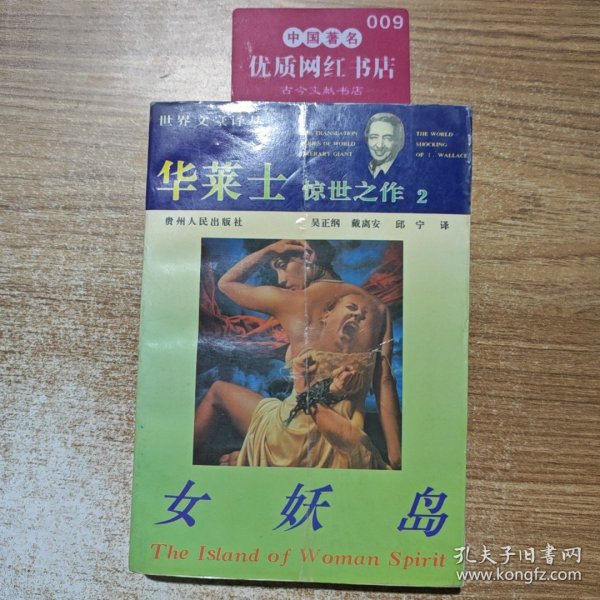 009
中国著名
优质网红书店
古今文献书店
世界文豪译丛
TRANSLATION
SERIES OF WORLD
LITERARY GIANT
THE WORLD
SHOCKING
OF I . WALLACE
华莱士 惊世之作 2
贵州人民出版社
吴正纲 戴离安 邱宁 译
女妖岛
The Island of Woman Spirit
孔夫子旧书网
www.kongfz.com